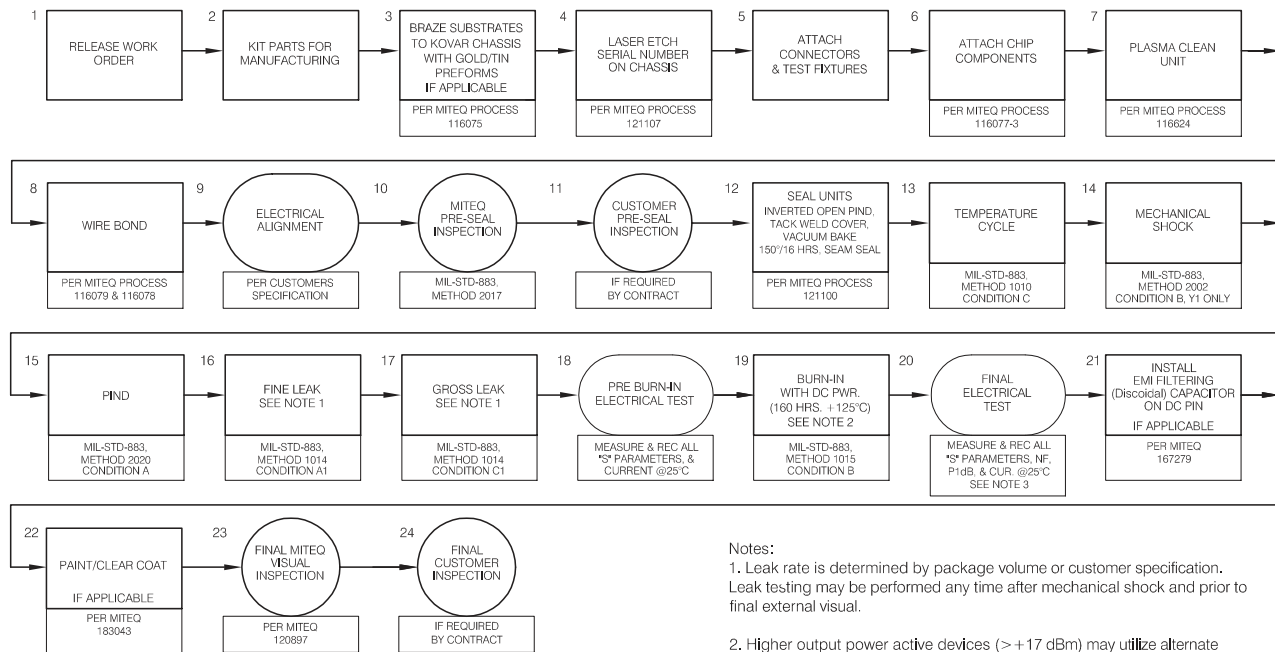 1
RELEASE WORK
ORDER
2
KIT PARTS FOR
MANUFACTURING
3
BRAZE SUBSTRATES
TO KOVAR CHASSIS
WITH GOLD/TIN
PREFORMS
IF APPLICABLE
PER MITEQ PROCESS
116075
4
LASER ETCH
SERIAL NUMBER
ON CHASSIS
PER MITEQ PROCESS
121107
5
ATTACH
CONNECTORS
& TEST FIXTURES
6
ATTACH CHIP
COMPONENTS
PER MITEQ PROCESS
116077-3
7
PLASMA CLEAN
UNIT
PER MITEQ PROCESS
116624
8
WIRE BOND
PER MITEQ PROCESS
116079 & 116078
9
ELECTRICAL
ALIGNMENT
PER CUSTOMERS
SPECIFICATION
10
MITEQ
PRE-SEAL
INSPECTION
MIL-STD-883,
METHOD 2017
11
CUSTOMER
PRE-SEAL
INSPECTION
IF REQUIRED
BY CONTRACT
12
SEAL UNITS
INVERTED OPEN PIND,
TACK WELD COVER,
VACUUM BAKE
150°/16 HRS, SEAM SEAL
PER MITEQ PROCESS
121100
13
TEMPERATURE
CYCLE
MIL-STD-883,
METHOD 1010
CONDITION C
14
MECHANICAL
SHOCK
MIL-STD-883,
METHOD 2002
CONDITION B, Y1 ONLY
15
PIND
MIL-STD-883,
METHOD 2020
CONDITION A
16
FINE LEAK
SEE NOTE 1
MIL-STD-883,
METHOD 1014
CONDITION A1
17
GROSS LEAK
SEE NOTE 1
MIL-STD-883,
METHOD 1014
CONDITION C1
18
PRE BURN-IN
ELECTRICAL TEST
MEASURE & REC ALL
"S" PARAMETERS, &
CURRENT @25°C
19
BURN-IN
WITH DC PWR.
(160 HRS. +125°C)
SEE NOTE 2
MIL-STD-883,
METHOD 1015
CONDITION B
20
FINAL
ELECTRICAL
TEST
MEASURE & REC ALL
"S" PARAMETERS, NF,
P1dB, & CUR. @25°C
SEE NOTE 3
21
INSTALL
EMI FILTERING
(Discoidal) CAPACITOR
ON DC PIN
IF APPLICABLE
PER MITEQ
167279
22
PAINT/CLEAR COAT
IF APPLICABLE
PER MITEQ
183043
23
FINAL MITEQ
VISUAL
INSPECTION
PER MITEQ
120897
24
FINAL
CUSTOMER
INSPECTION
IF REQUIRED
BY CONTRACT
Notes:
1. Leak rate is determined by package volume or customer specification.
Leak testing may be performed any time after mechanical shock and prior to
final external visual.
2. Higher output power active devices (>+17 dBm) may utilize alternate